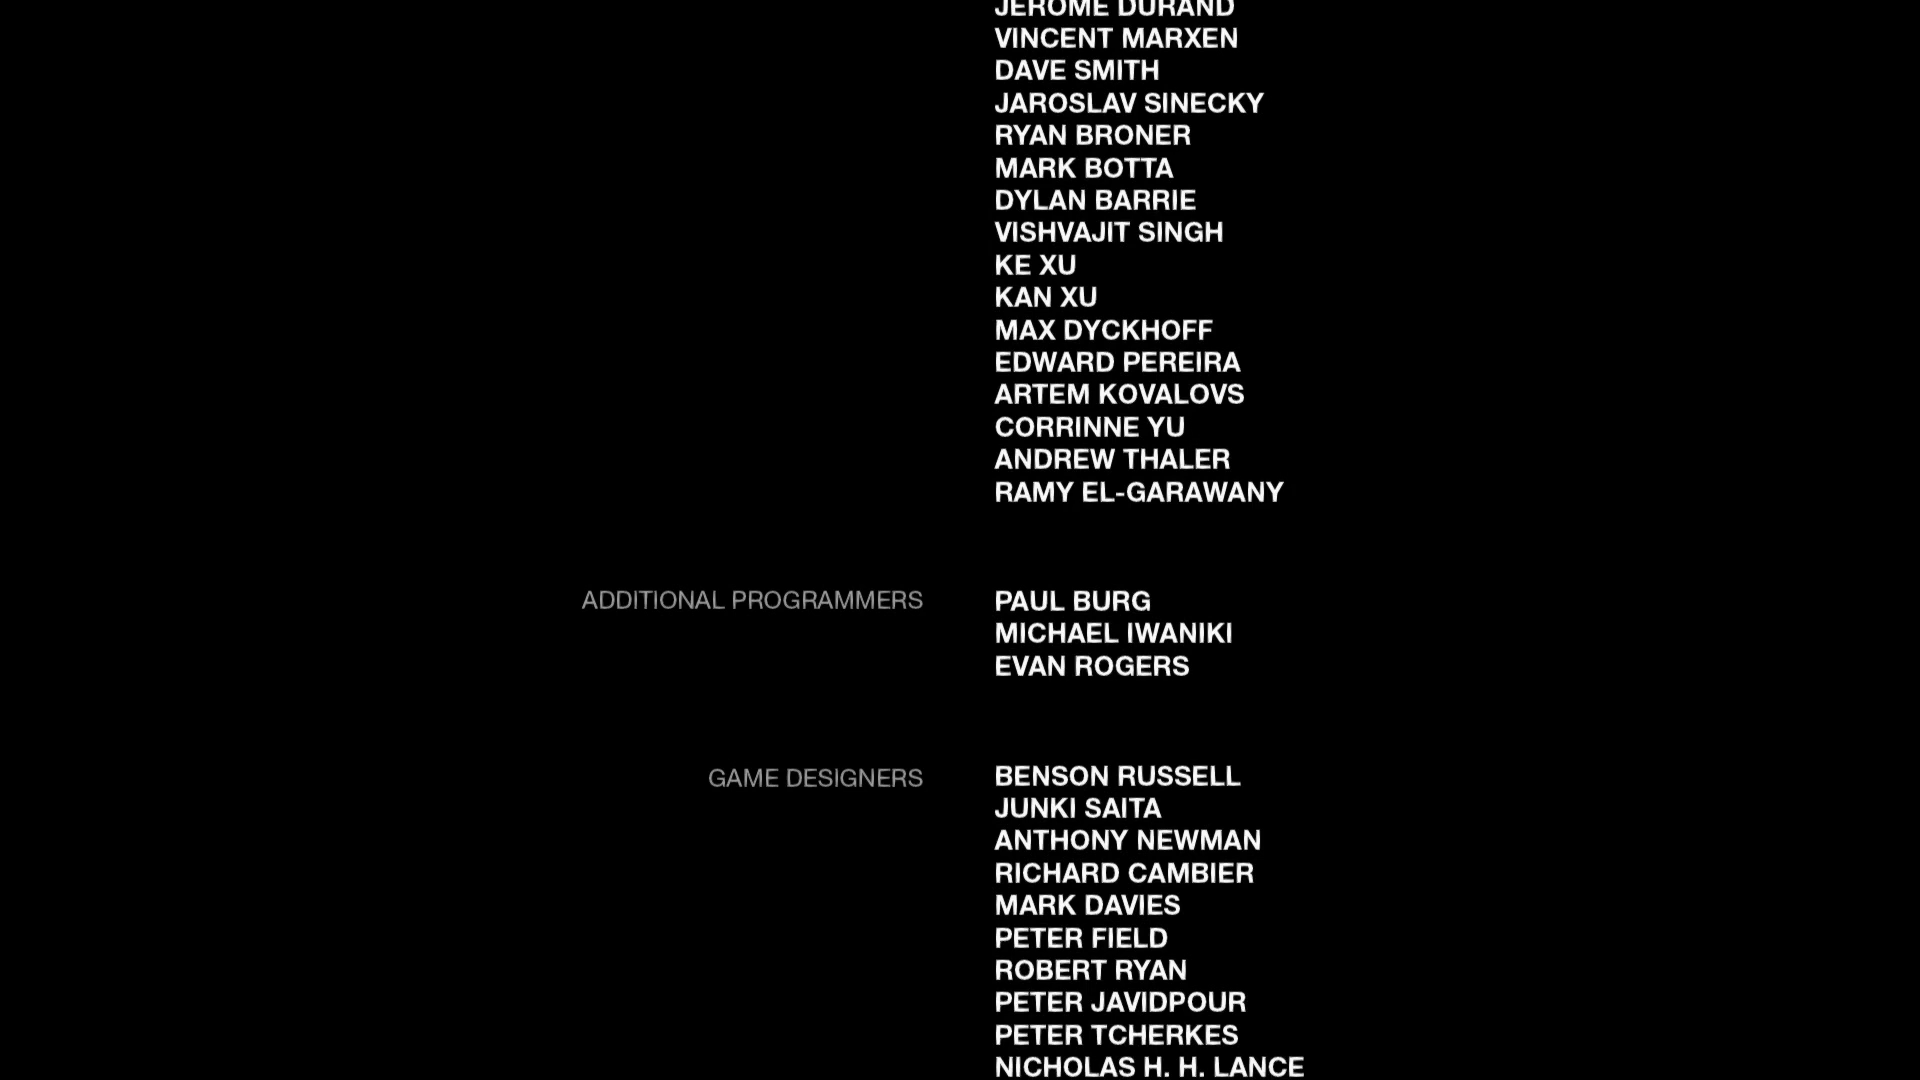 JEROME DURAND
VINCENT MARXEN
DAVE SMITH
JAROSLAV SINECKY
RYAN BRONER
MARK BOTTA
DYLAN BARRIE
VISHVAJIT SINGH
KE XU
KAN XU
MAX DYCKHOFF
EDWARD PEREIRA
ARTEM KOVALOVS
CORRINNE YU
ANDREW THALER
RAMY EL-GARAWANY
ADDITIONAL PROGRAMMERS PAUL BURG
MICHAEL IWANIKI
EVAN ROGERS
GAME DESIGNERS BENSON RUSSELL
JUNKI SAITA
ANTHONY NEWMAN
RICHARD CAMBIER
MARK DAVIES
PETER FIELD
ROBERT RYAN
PETER JAVIDPOUR
PETER TCHERKES
NICHOLAS H. H. LANCE